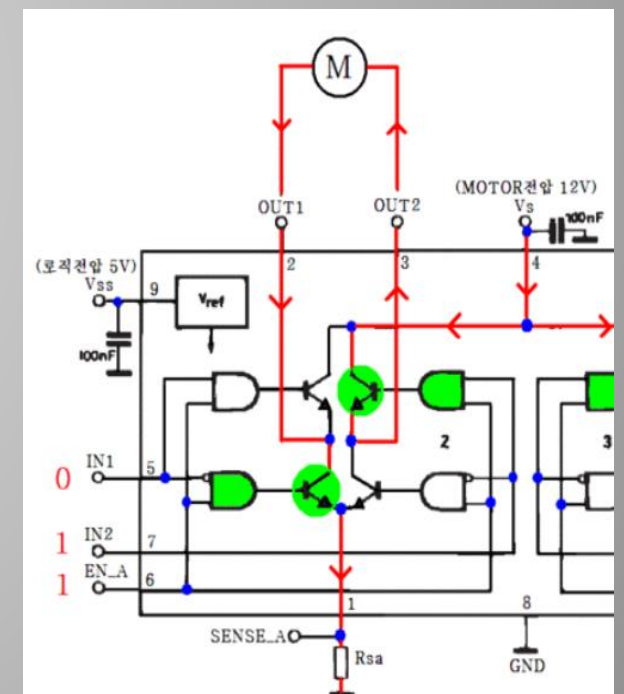 M
(MOTOR전압 12V)
OUT1
OUT2
Vs
100nF
(로직전압 5V)
Vss
2
3
4
9
Vref
100nF
2
3
IN1
0
5
IN2
1
7
EN_A
1
6
1
8
SENSE_A
Rsa
GND